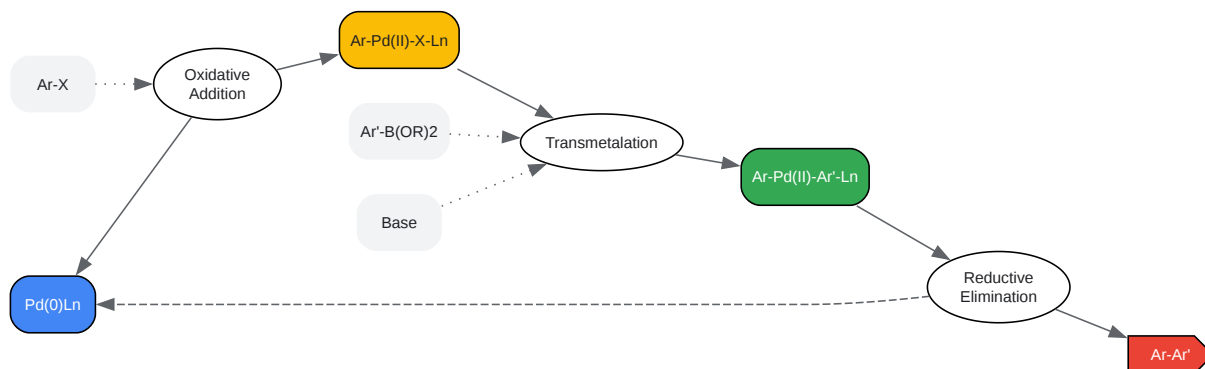 Ar-Pd(II)-X-Ln
Ar-X
Oxidative
Addition
Ar'-B(OR)2
Transmetalation
Ar-Pd(II)-Ar'-Ln
Base
Reductive
Elimination
Pd(0)Ln
Ar-Ar'